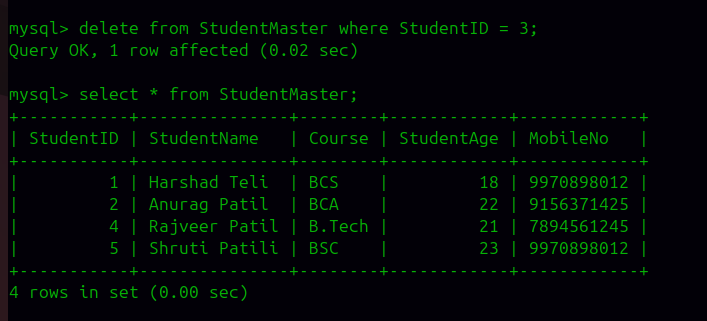 mysql> delete from StudentMaster where StudentID = 3;
Query OK, 1 row affected (0.02 sec)
mysql> select * from StudentMaster;
+-----------+---------------+--------+------------+------------+
| StudentID | StudentName   | Course | StudentAge | MobileNo   |
+-----------+---------------+--------+------------+------------+
|         1 | Harshad Teli  | BCS    |         18 | 9970898012 |
|         2 | Anurag Patil  | BCA    |         22 | 9156371425 |
|         4 | Rajveer Patil | B.Tech |         21 | 7894561245 |
|         5 | Shruti Patili | BSC    |         23 | 9970898012 |
+-----------+---------------+--------+------------+------------+
4 rows in set (0.00 sec)